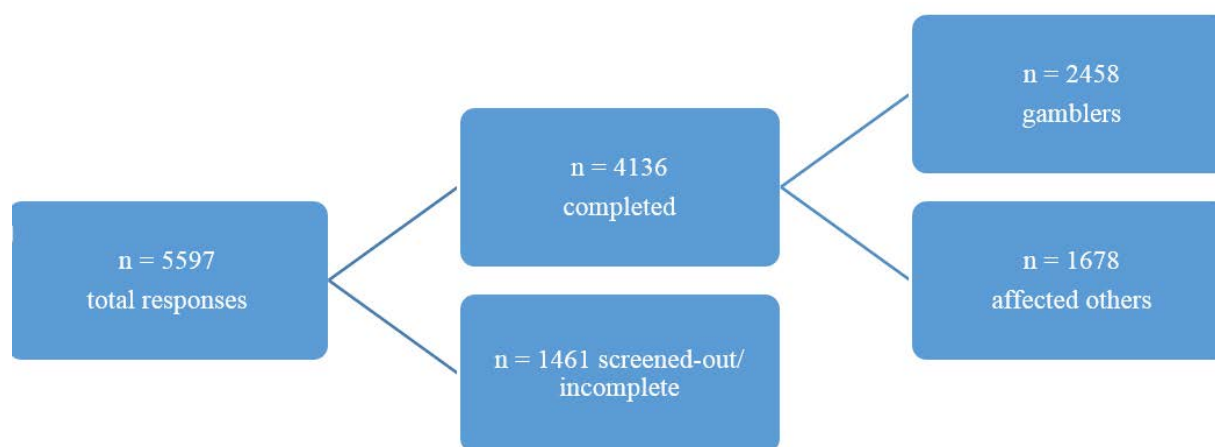 n = 2458
gamblers
n = 4136
completed
n = 5597
total responses
n = 1678
affected others
n = 1461 screened-out/
incomplete